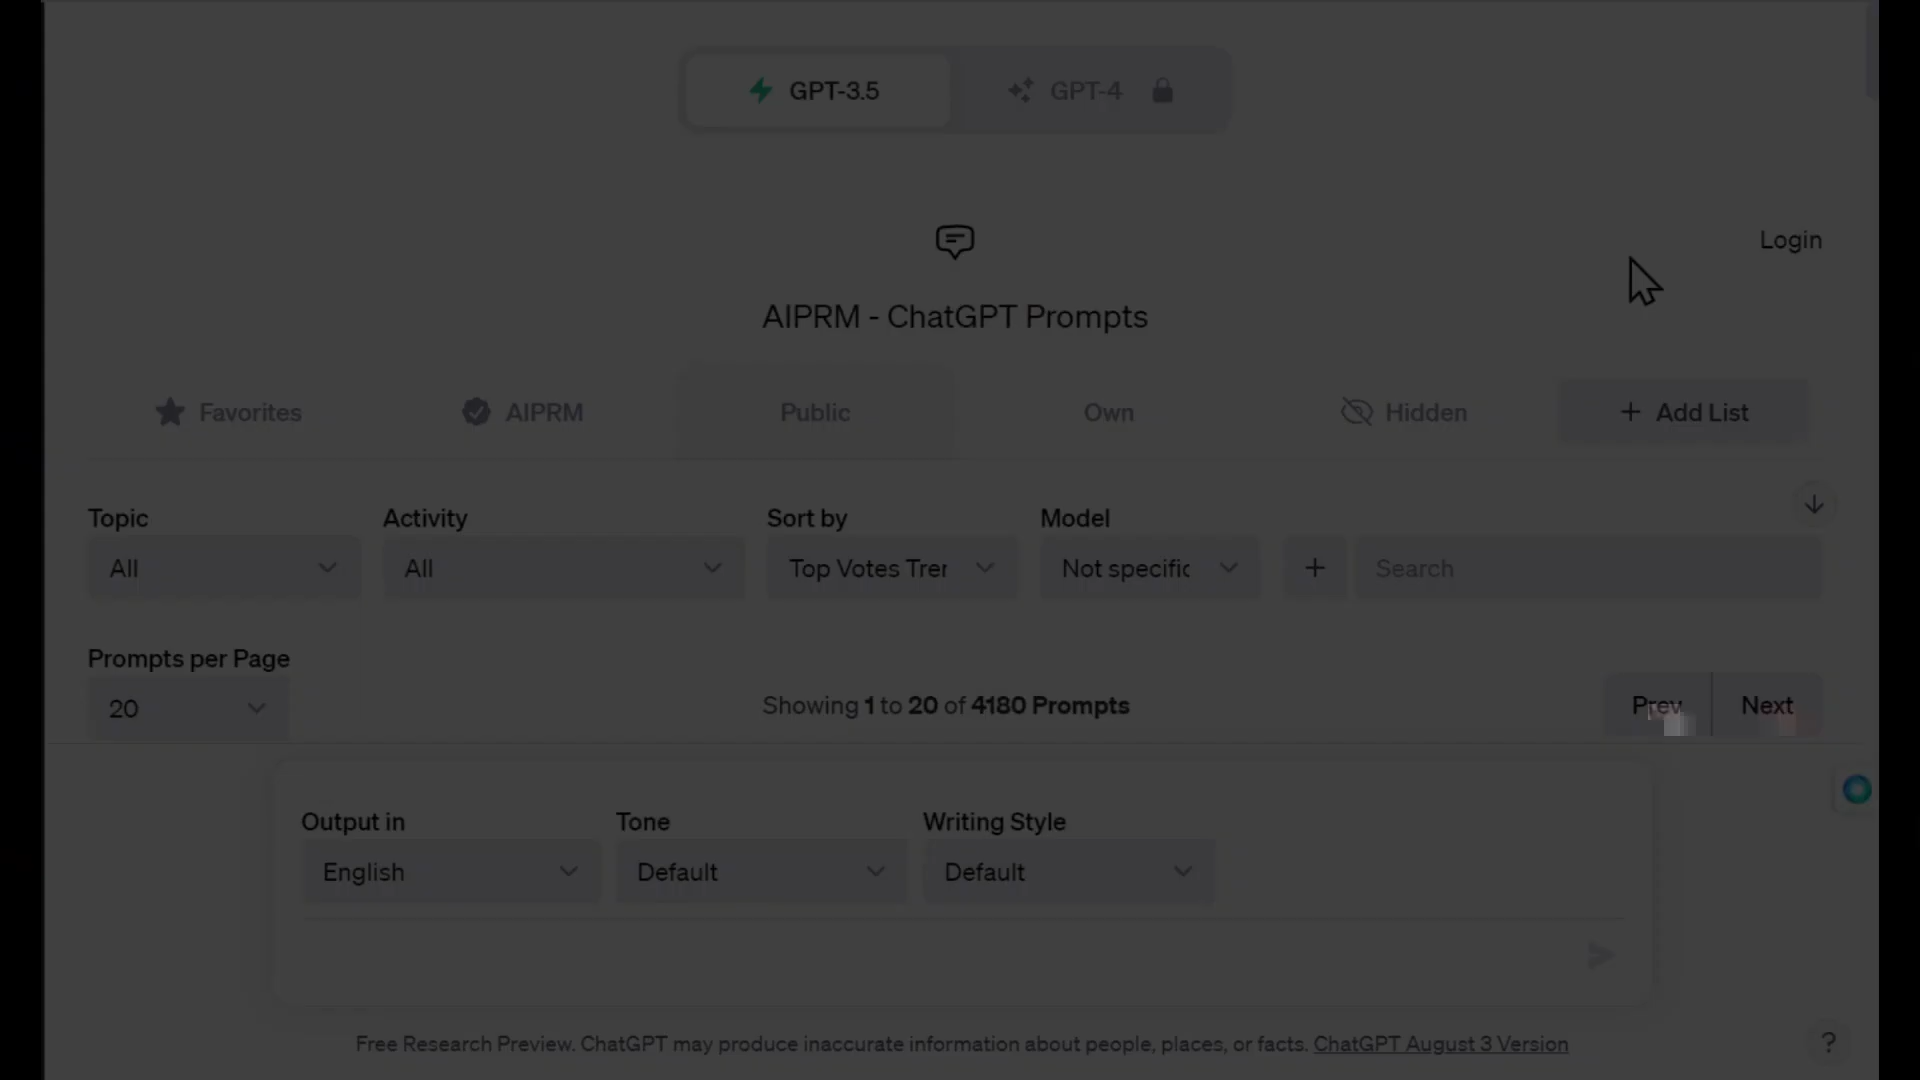 GPT-3.5 GPT-4
Login
AIPRM - ChatGPT Prompts
Favorites AIPRM Public Own Hidden + Add List
Topic Activity Sort by Model
All All Top Votes Trer Not specific + Search
Prompts per Page
20 Showing 1 to 20 of 4180 Prompts Prev Next
Output in Tone Writing Style
English Default Default
Free Research Preview. ChatGPT may produce inaccurate information about people, places, or facts. ChatGPT August 3 Version ?